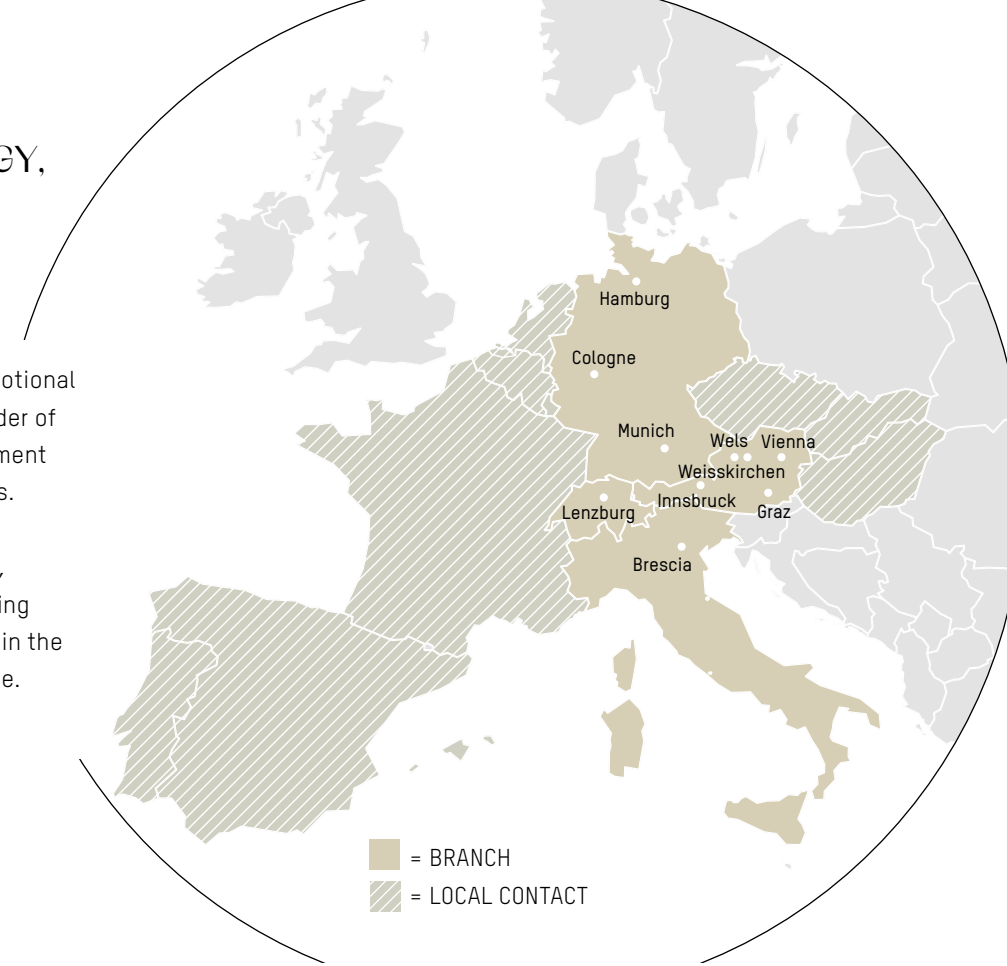 GY,
otional
der of
ment
s.
y
ing
in the
e.
Hamburg
Cologne
Munich
Wels Vienna
Weisskirchen
Innsbruck
Graz
Lenzburg
Brescia
= BRANCH
= LOCAL CONTACT